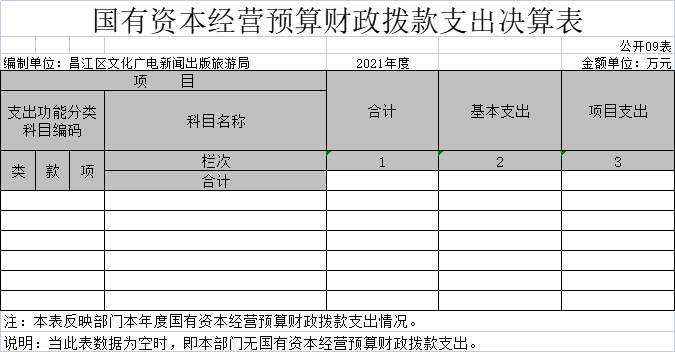 国有资本经营预算财政拨款支出决算表
公开09表
编制单位：昌江区文化广电新闻出版旅游局 2021年度 金额单位：万元
项 目 合计 基本支出 项目支出
支出功能分类
科目编码 科目名称
类 款 项 栏次 1 2 3
合计
注：本表反映部门本年度国有资本经营预算财政拨款支出情况。
说明：当此表数据为空时，即本部门无国有资本经营预算财政拨款支出。